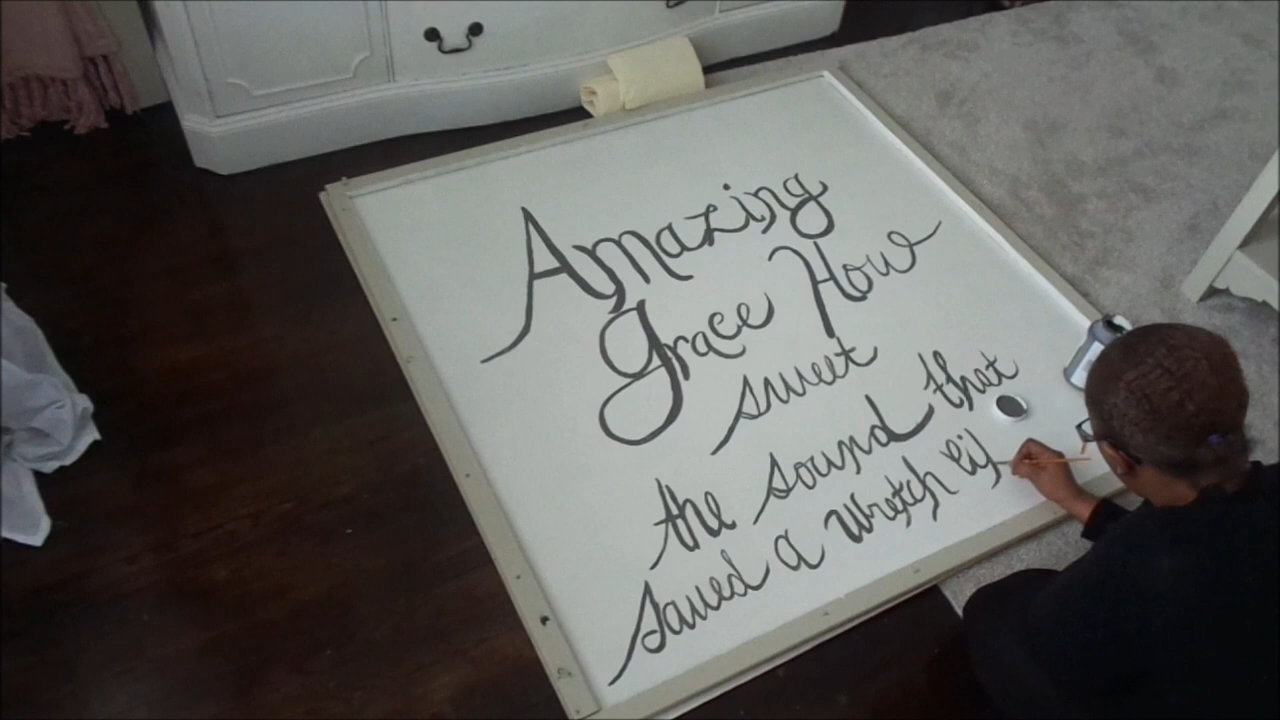 Amazing
Grace How
sweet
the sound that
saved a Wretch